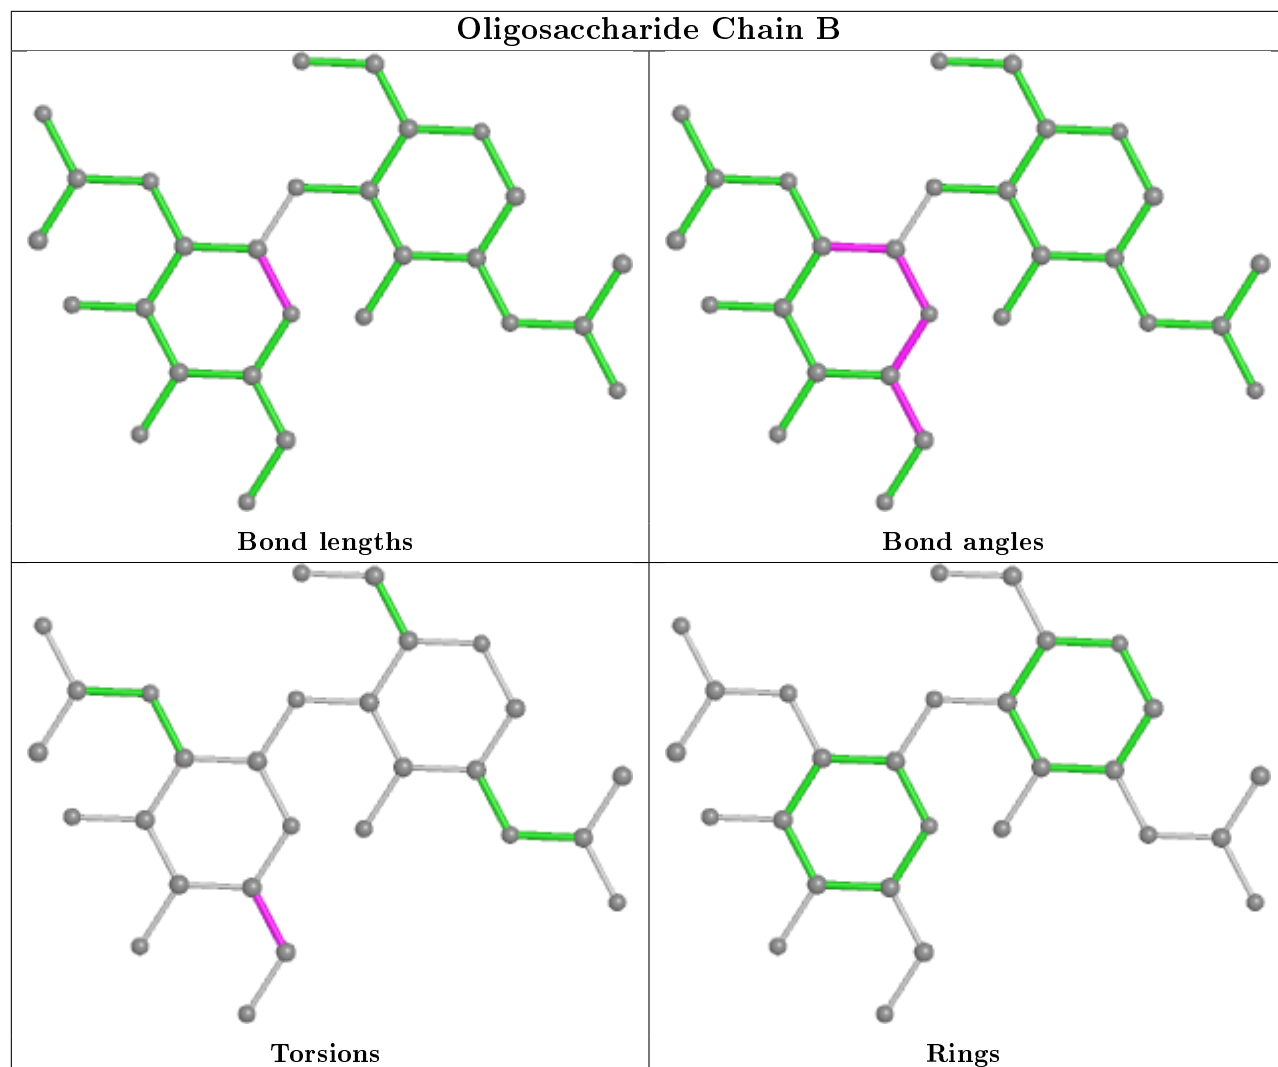 Oligosaccharide Chain B
Bond lengths
Bond angles
Torsions
Rings